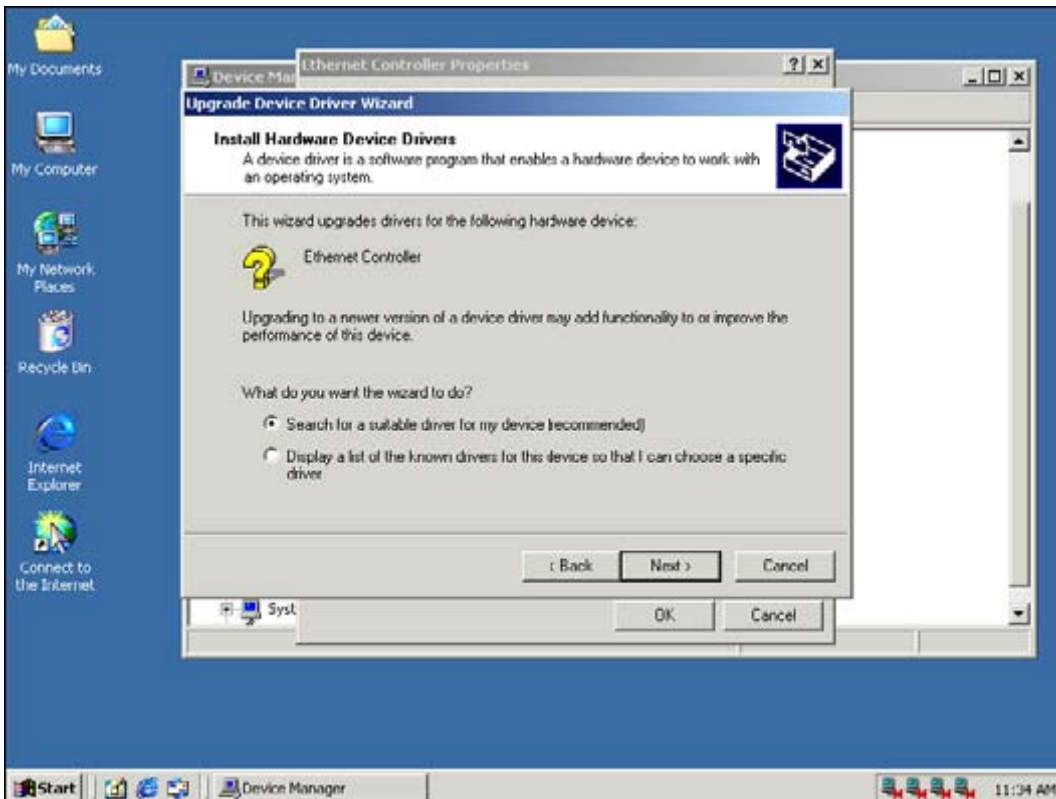 My Documents
My Computer
My Network
Places
Recycle Bin
Internet
Explorer
Connect to
the Internet
Device Man
Ethernet Controller Properties
Upgrade Device Driver Wizard
Install Hardware Device Drivers
A device driver is a software program that enables a hardware device to work with
an operating system.
This wizard upgrades drivers for the following hardware device:
Ethernet Controller
Upgrading to a newer version of a device driver may add functionality to or improve the
performance of this device.
What do you want the wizard to do?
Search for a suitable driver for my device (recommended)
Display a list of the known drivers for this device so that I can choose a specific
driver
< Back Next > Cancel
Syst
OK Cancel
Start Device Manager 11:34 AM